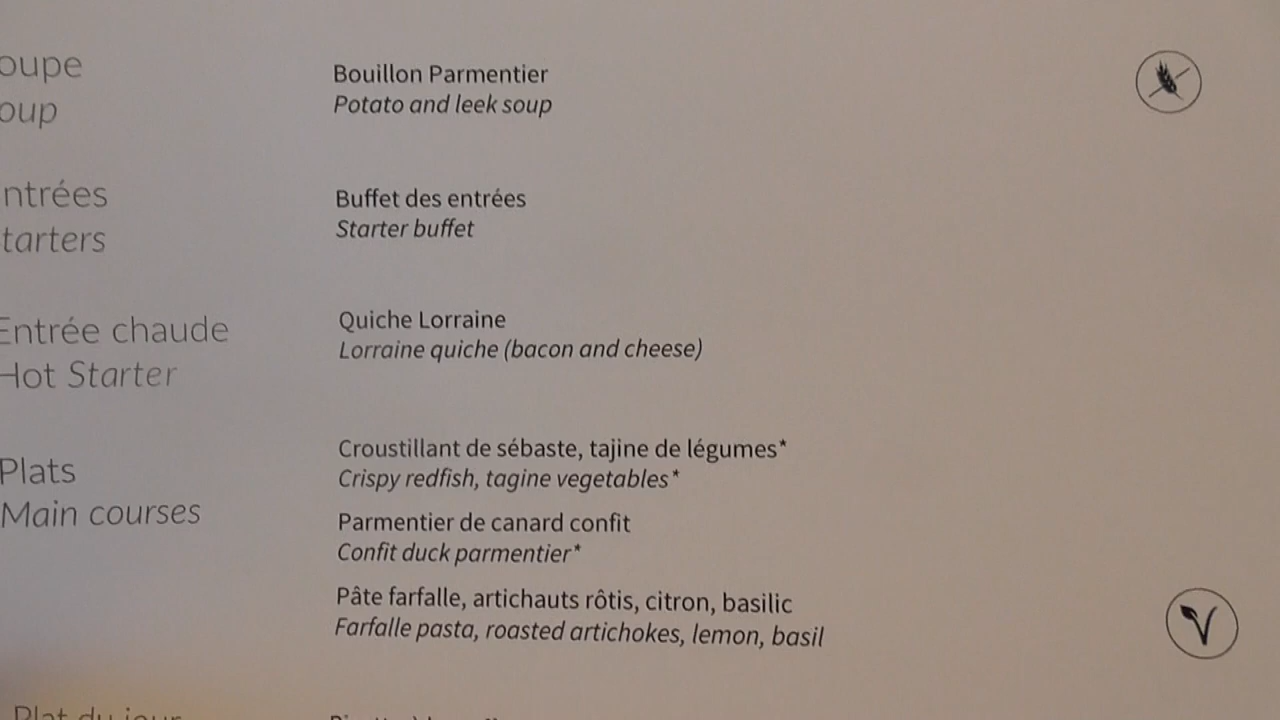 oupe
oup
Bouillon Parmentier
Potato and leek soup
ntrées
tarters
Buffet des entrées
Starter buffet
Entrée chaude
Hot Starter
Quiche Lorraine
Lorraine quiche (bacon and cheese)
Plats
Main courses
Croustillant de sébaste, tajine de légumes*
Crispy redfish, tagine vegetables*
Parmentier de canard confit
Confit duck parmentier*
Pâte farfalle, artichauts rôtis, citron, basilic
Farfalle pasta, roasted artichokes, lemon, basil
V
Plat du jour